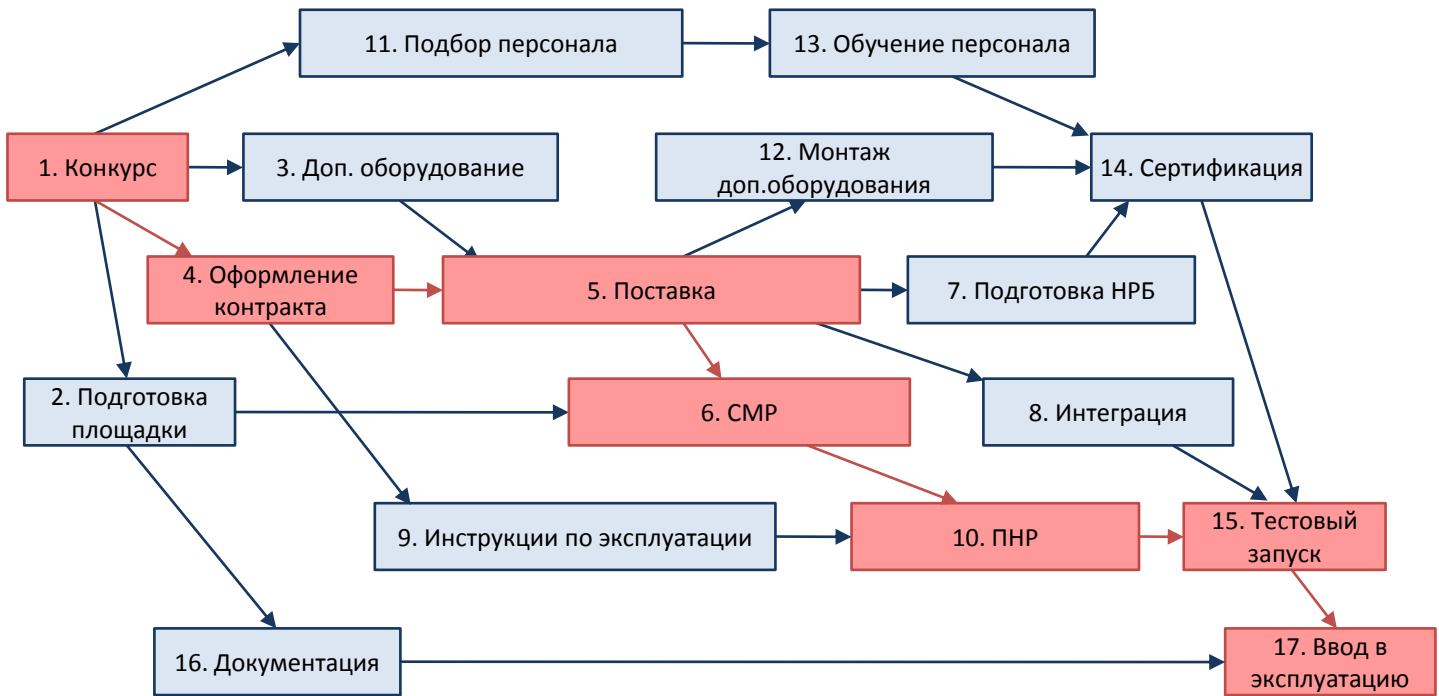 11. Подбор персонала
13. Обучение персонала
1. Конкурс
3. Доп. оборудование
12. Монтаж
доп.оборудования
14. Сертификация
4. Оформление
контракта
5. Поставка
7. Подготовка НРБ
2. Подготовка
площадки
6. СМР
8. Интеграция
9. Инструкции по эксплуатации
10. ПНР
15. Тестовый
запуск
16. Документация
17. Ввод в
эксплуатацию